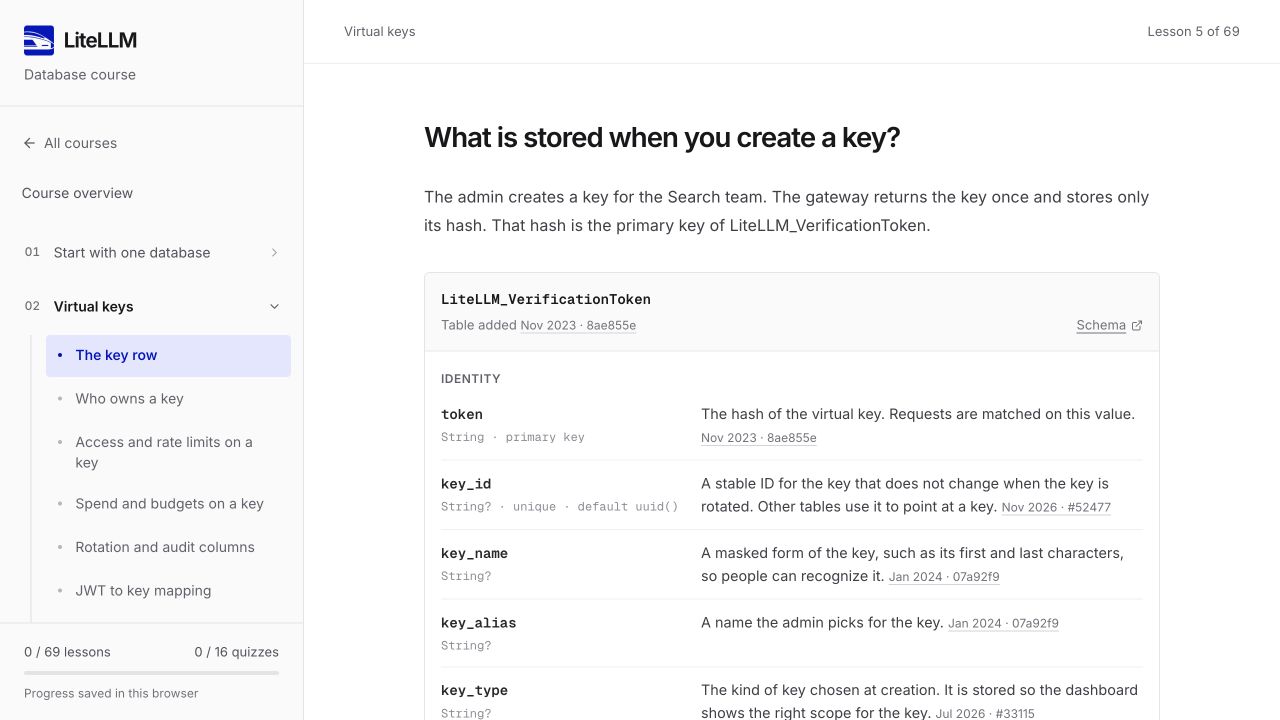 LiteLLM
Database course
All courses
Course overview
01 Start with one database
02 Virtual keys
The key row
Who owns a key
Access and rate limits on a
key
Spend and budgets on a key
Rotation and audit columns
JWT to key mapping
0 / 69 lessons 0 / 16 quizzes
Progress saved in this browser
Virtual keys Lesson 5 of 69
What is stored when you create a key?
The admin creates a key for the Search team. The gateway returns the key once and stores only
its hash. That hash is the primary key of LiteLLM_VerificationToken.
LiteLLM_VerificationToken
Table added Nov 2023 · 8ae855e Schema
IDENTITY
token
String · primary key
The hash of the virtual key. Requests are matched on this value.
Nov 2023 · 8ae855e
key_id
String? · unique · default uuid()
A stable ID for the key that does not change when the key is
rotated. Other tables use it to point at a key. Nov 2026 · #52477
key_name
String?
A masked form of the key, such as its first and last characters,
so people can recognize it. Jan 2024 · 07a92f9
key_alias
String?
A name the admin picks for the key. Jan 2024 · 07a92f9
key_type
String?
The kind of key chosen at creation. It is stored so the dashboard
shows the right scope for the key. Jul 2026 · #33115